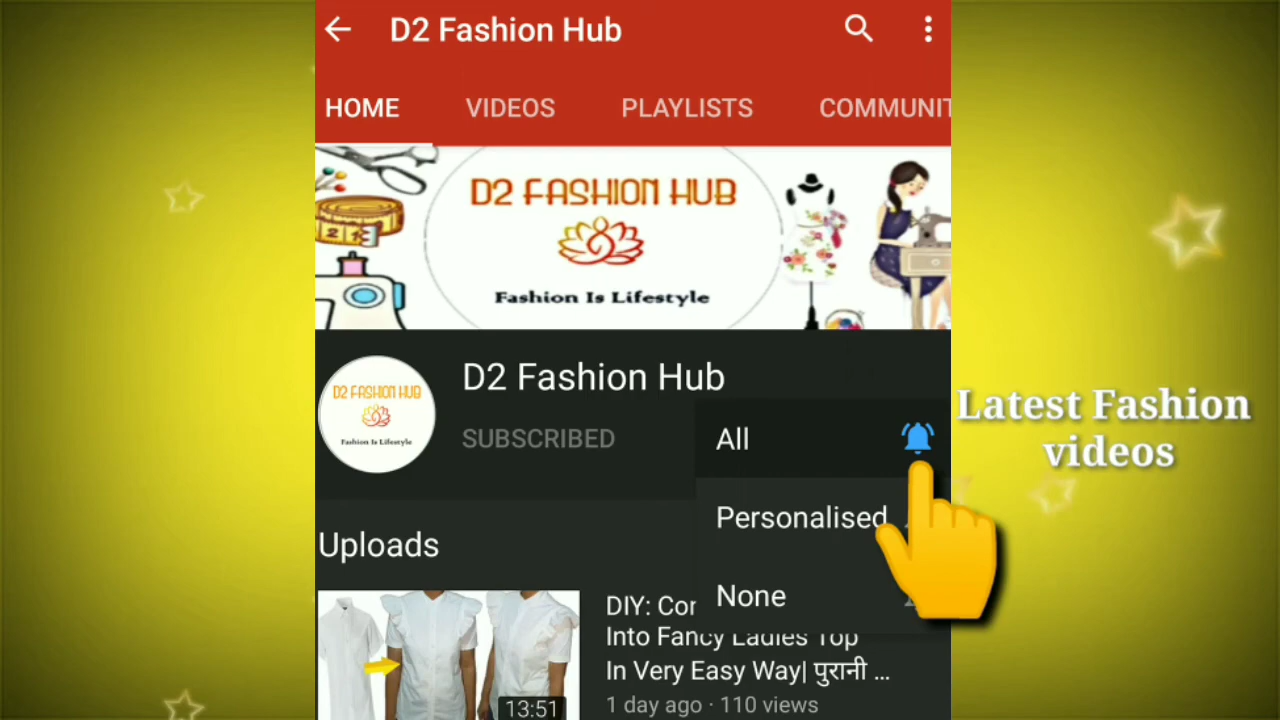 D2 Fashion Hub
HOME VIDEOS PLAYLISTS COMMUNIT
D2 FASHION HUB
Fashion Is Lifestyle
D2 Fashion Hub
D2 FASHION HUB
Fashion Is Lifestyle
SUBSCRIBED
All
Personalised
None
Latest Fashion
videos
Uploads
DIY: Con
Into Fancy Ladies Top
In Very Easy Way| पुरानी ...
1 day ago · 110 views
13:51